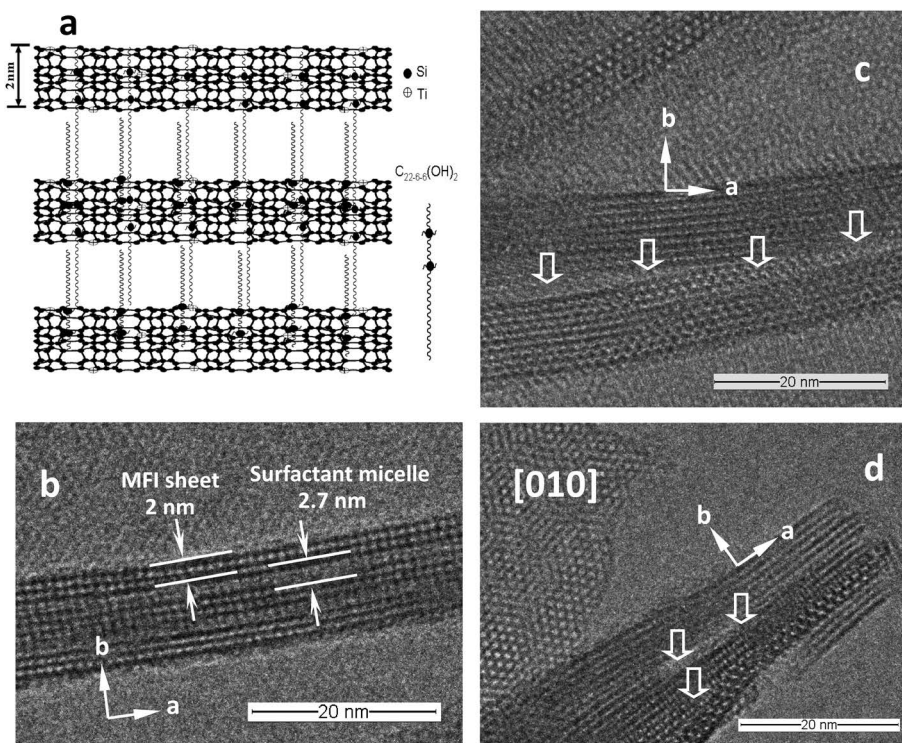 a
2nm
Si
Ti
C22-6-6(OH)2
c
b
a
20 nm
b
MFI sheet
2 nm
Surfactant micelle
2.7 nm
b
a
20 nm
[010]
d
b
a
20 nm